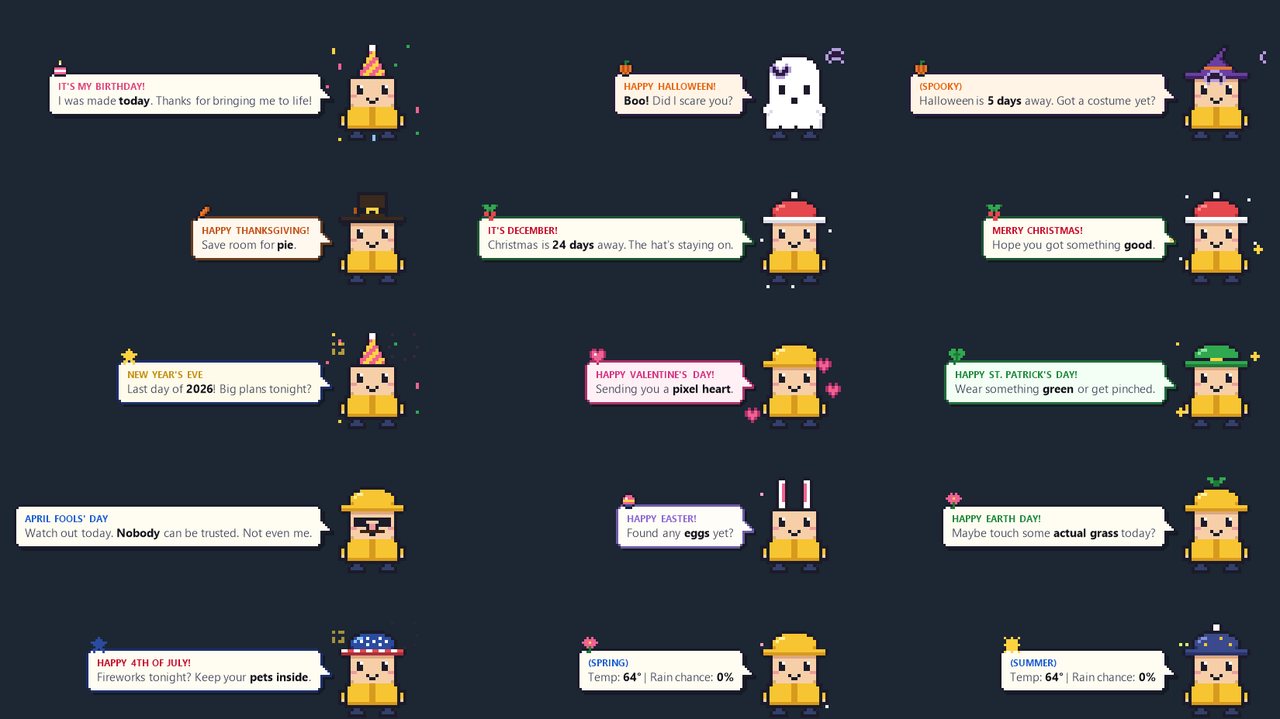 IT'S MY BIRTHDAY!
I was made today. Thanks for bringing me to life!
HAPPY HALLOWEEN!
Boo! Did I scare you?
(SPOOKY)
Halloween is 5 days away. Got a costume yet?
HAPPY THANKSGIVING!
Save room for pie.
IT'S DECEMBER!
Christmas is 24 days away. The hat's staying on.
MERRY CHRISTMAS!
Hope you got something good.
NEW YEAR'S EVE
Last day of 2026! Big plans tonight?
HAPPY VALENTINE'S DAY!
Sending you a pixel heart.
HAPPY ST. PATRICK'S DAY!
Wear something green or get pinched.
APRIL FOOLS' DAY
Watch out today. Nobody can be trusted. Not even me.
HAPPY EASTER!
Found any eggs yet?
HAPPY EARTH DAY!
Maybe touch some actual grass today?
HAPPY 4TH OF JULY!
Fireworks tonight? Keep your pets inside.
(SPRING)
Temp: 64° | Rain chance: 0%
(SUMMER)
Temp: 64° | Rain chance: 0%